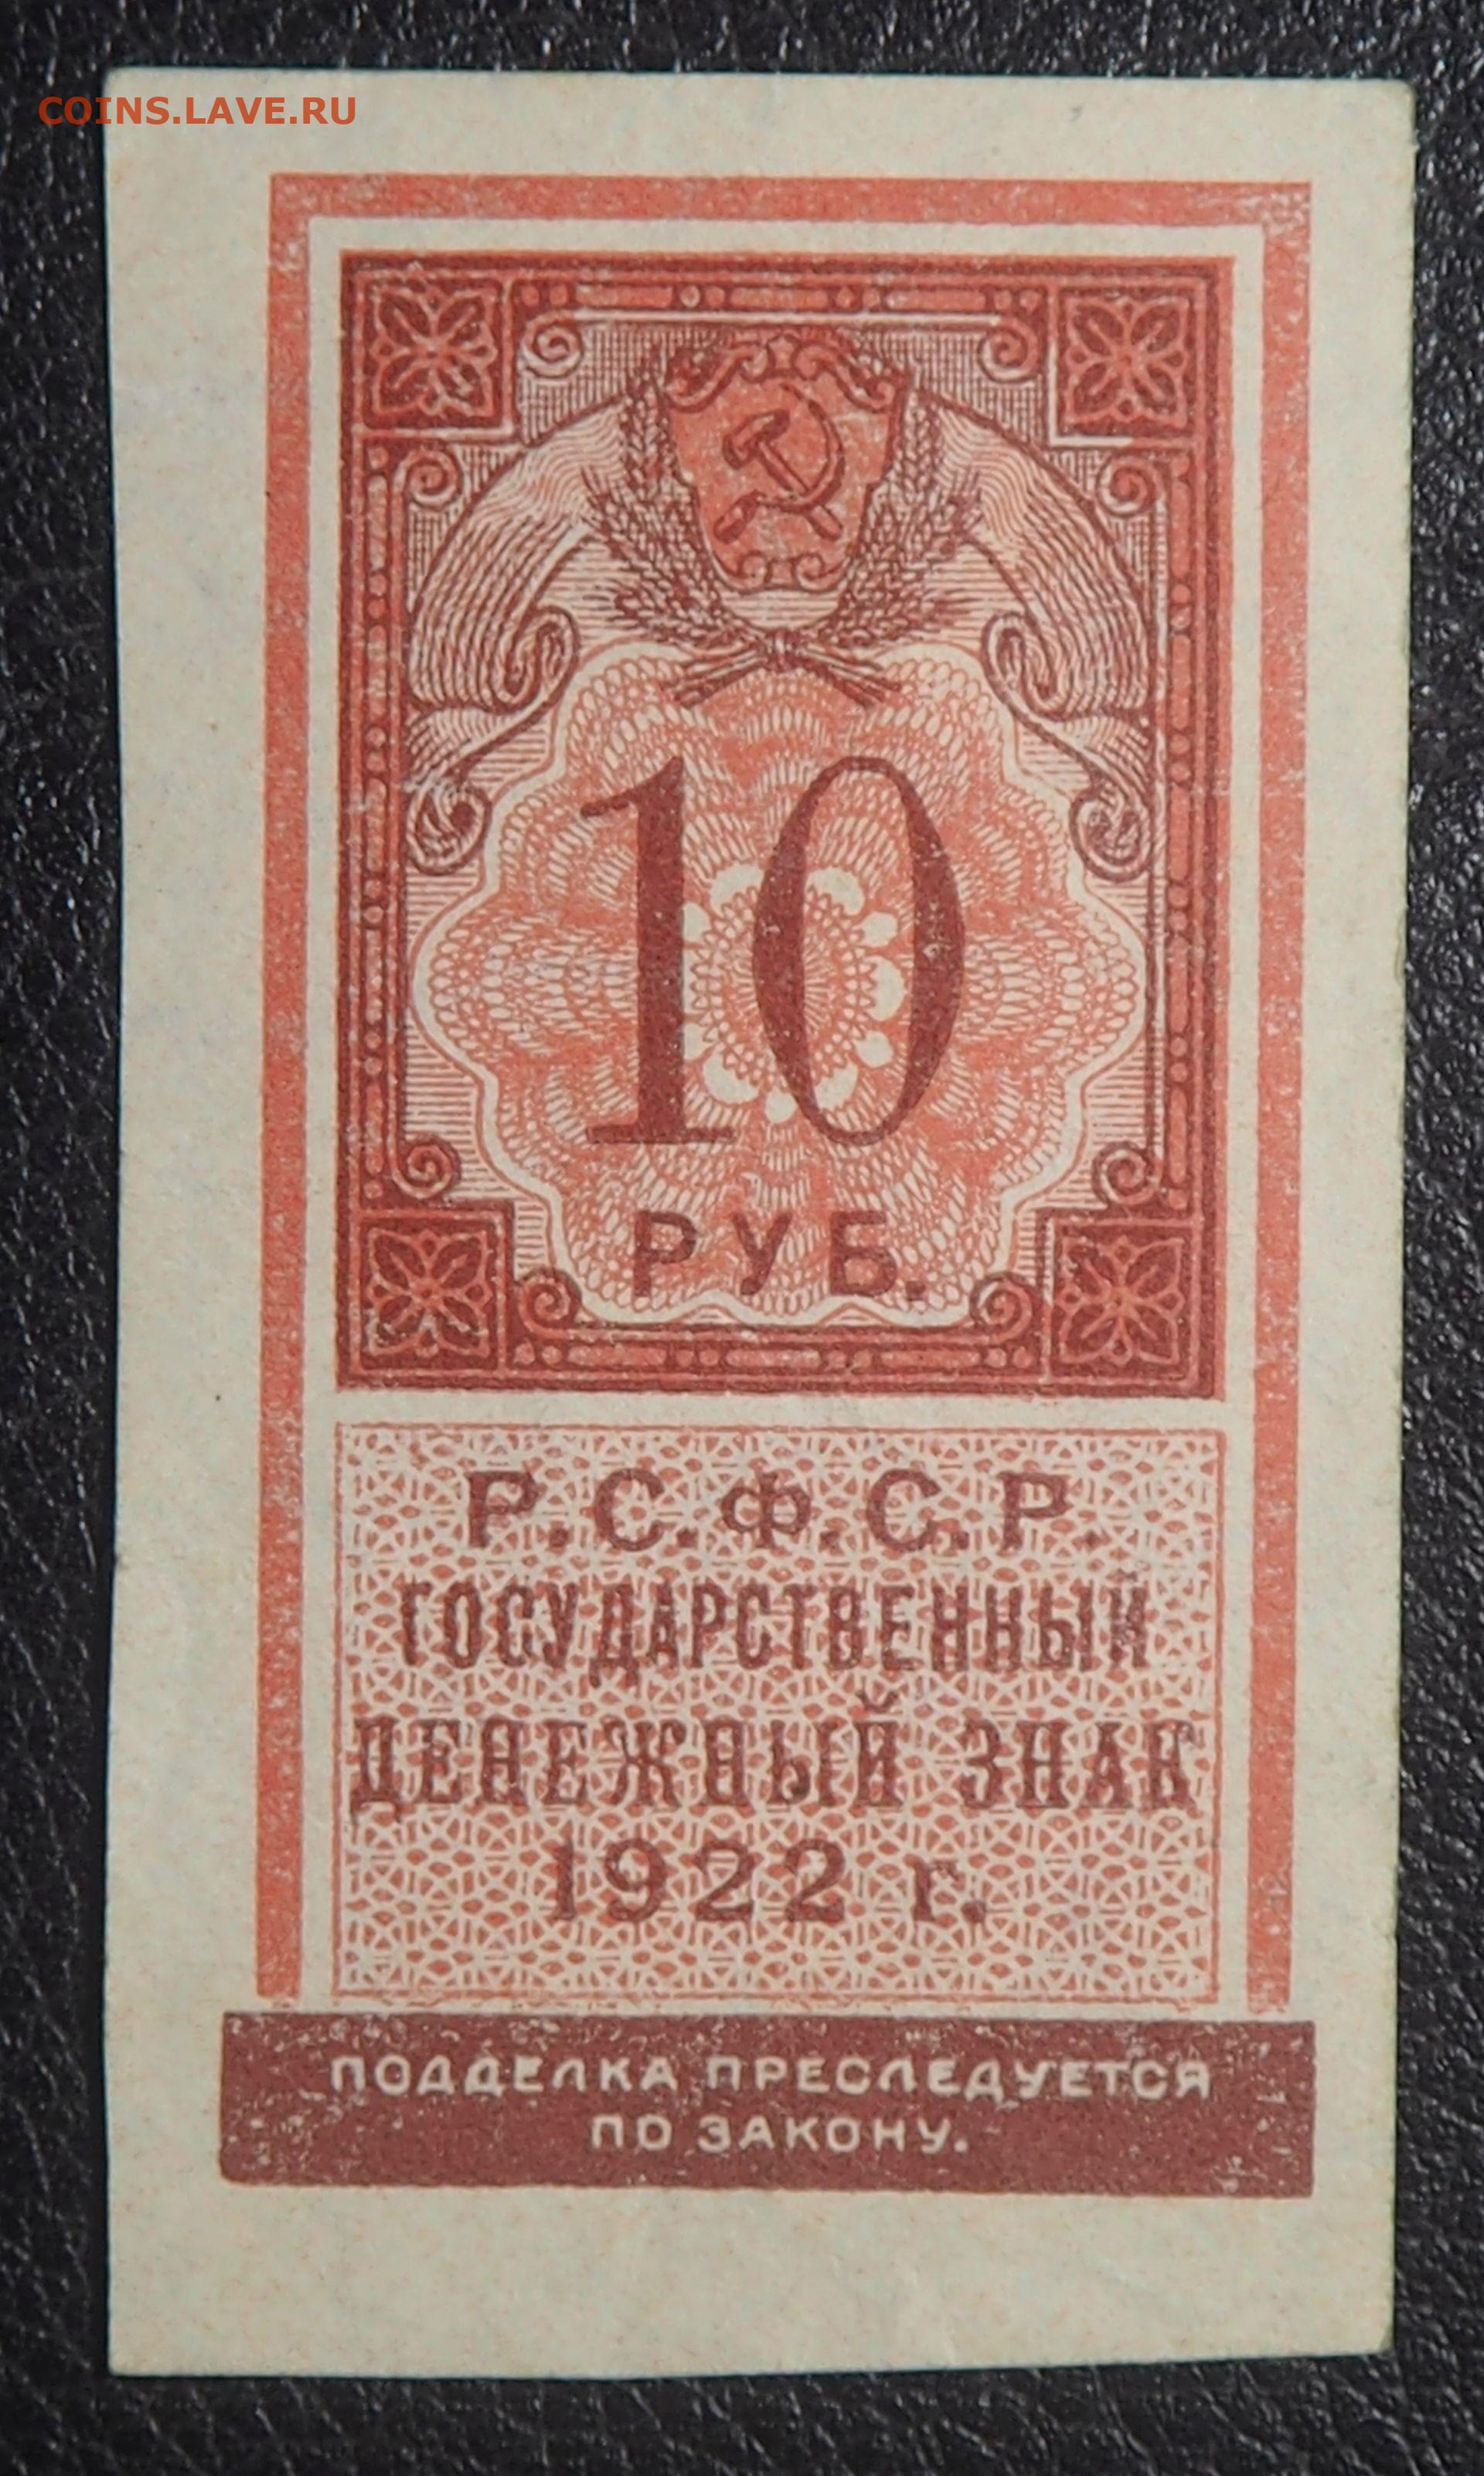 COINS.LAVE.RU
10
РУБ.
Р.С.Ф.С.Р.
ГОСУДАРСТВЕННЫЙ
ДЕНЕЖНЫЙ ЗНАК
1922 г.
ПОДДЕЛКА ПРЕСЛЕДУЕТСЯ
ПО ЗАКОНУ.